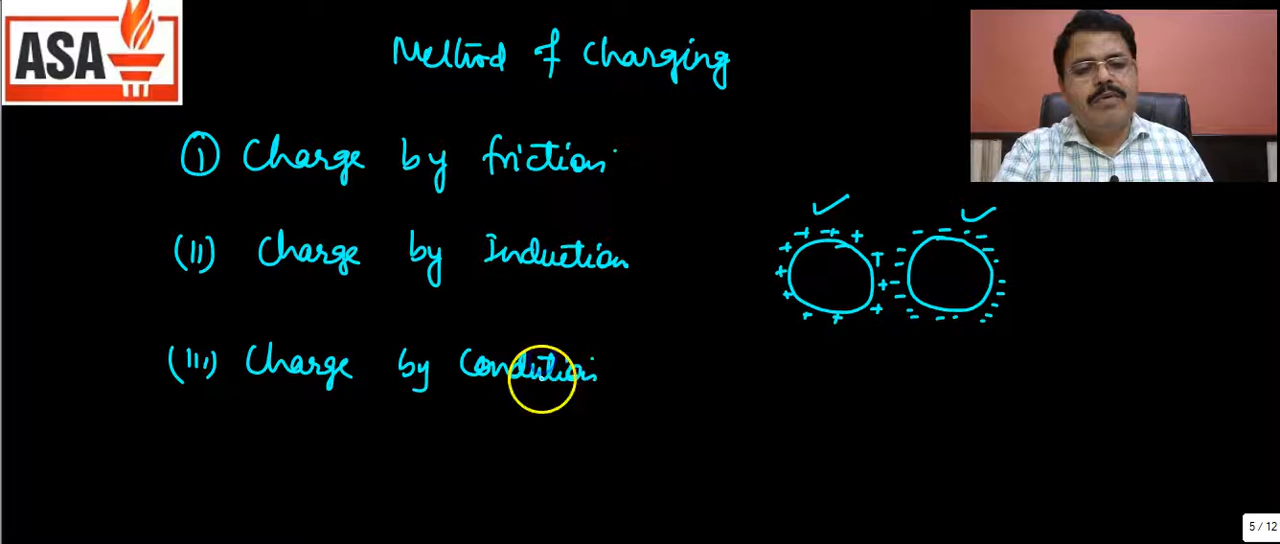 ASA
Method of Charging
(i) Charge by friction
(II) Charge by Induction
(III) Charge by Conduction
5 / 12